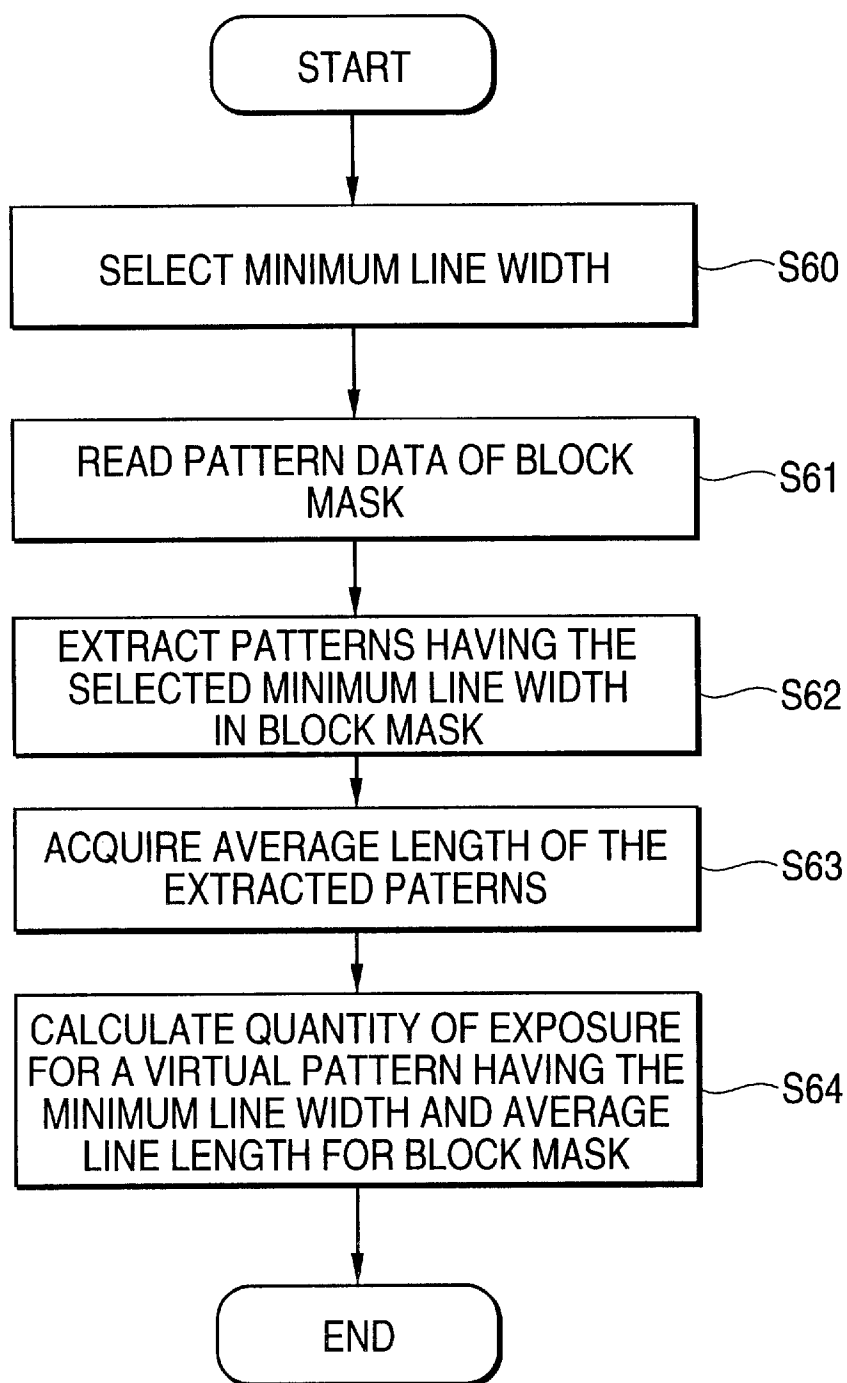 START
SELECT MINIMUM LINE WIDTH
S60
READ PATTERN DATA OF BLOCK
MASK
S61
EXTRACT PATTERNS HAVING THE
SELECTED MINIMUM LINE WIDTH
IN BLOCK MASK
S62
ACQUIRE AVERAGE LENGTH OF THE
EXTRACTED PATERNS
S63
CALCULATE QUANTITY OF EXPOSURE
FOR A VIRTUAL PATTERN HAVING THE
MINIMUM LINE WIDTH AND AVERAGE
LINE LENGTH FOR BLOCK MASK
S64
END